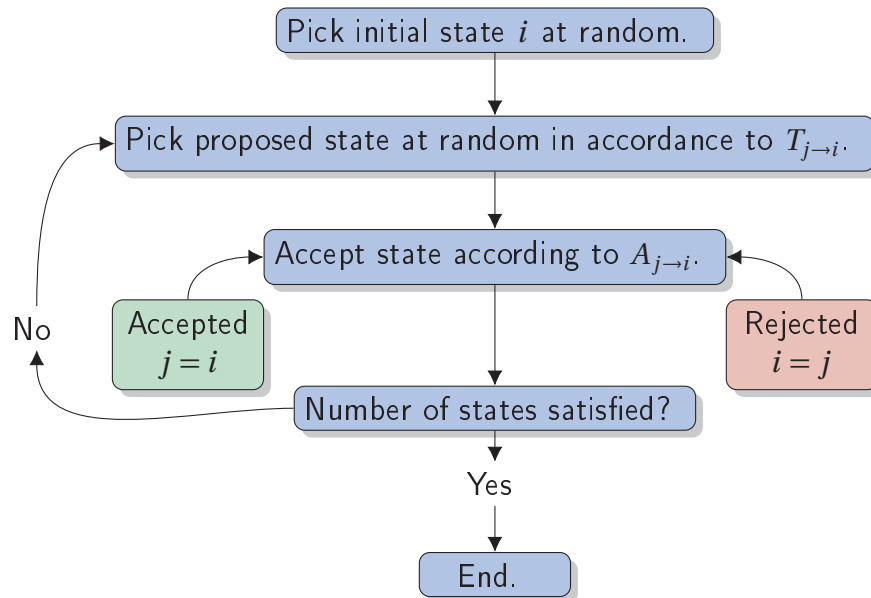 Pick initial state i at random.
Pick proposed state at random in accordance to T_{j→i}.
Accept state according to A_{j→i}.
Accepted
j = i
Rejected
i = j
No
Number of states satisfied?
Yes
End.